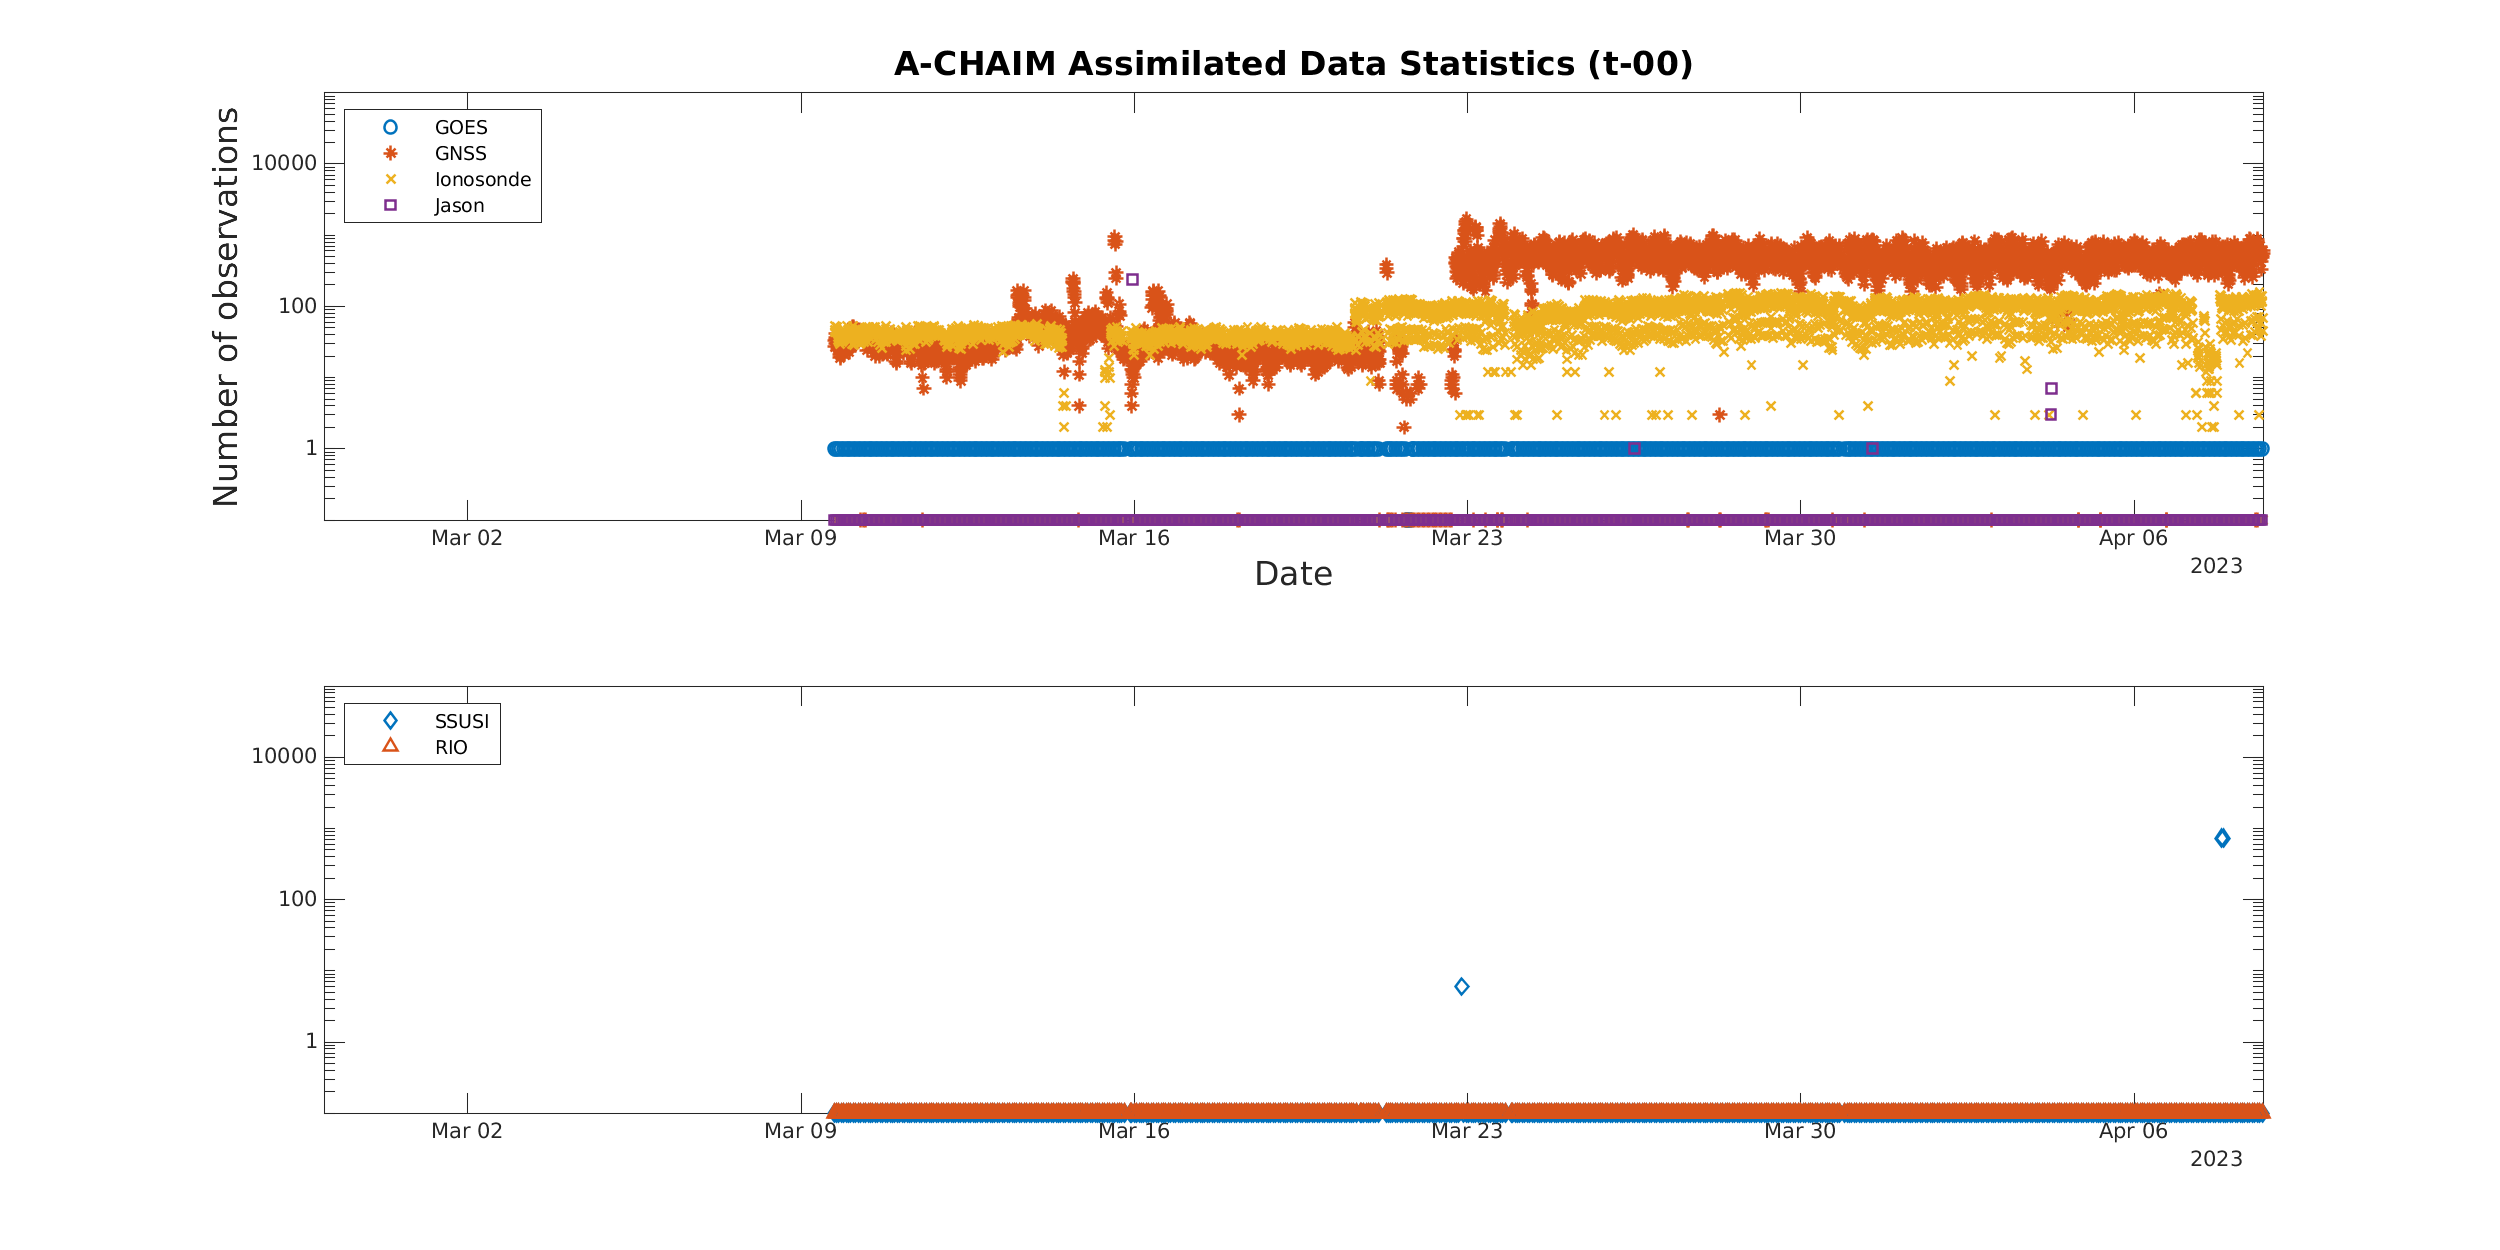 A-CHAIM Assimilated Data Statistics (t-00)
Number of observations
GOES
GNSS
Ionosonde
Jason
10000
100
1
Mar 02
Mar 09
Mar 16
Mar 23
Mar 30
Apr 06
2023
Date
SSUSI
RIO
10000
100
1
Mar 02
Mar 09
Mar 16
Mar 23
Mar 30
Apr 06
2023